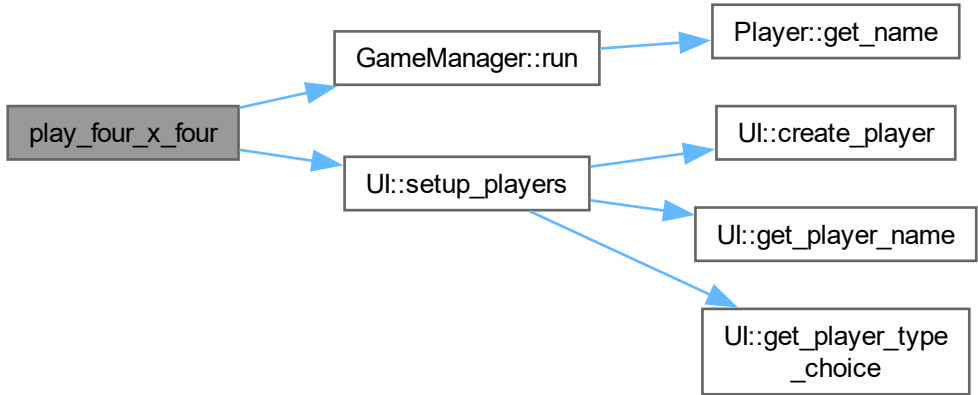 play_four_x_four
GameManager::run
Player::get_name
UI::setup_players
UI::create_player
UI::get_player_name
UI::get_player_type
_choice